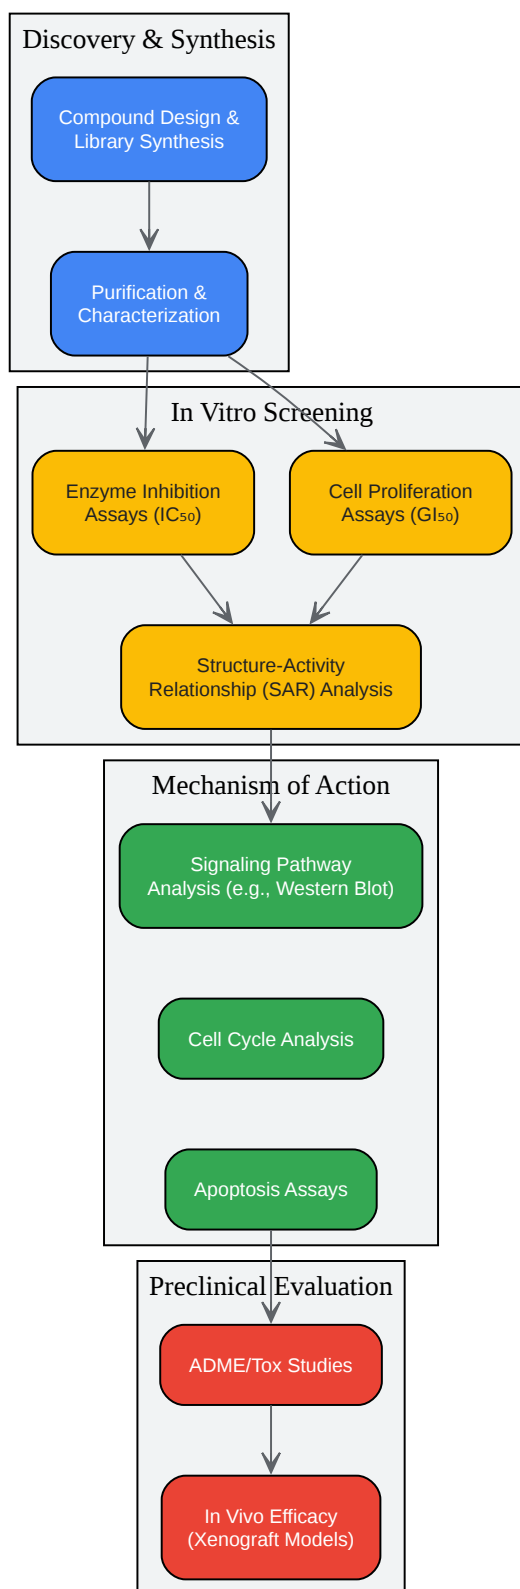 Discovery & Synthesis
Compound Design &
Library Synthesis
Purification &
Characterization
In Vitro Screening
Enzyme Inhibition
Assays (IC₅₀)
Cell Proliferation
Assays (GI₅₀)
Structure-Activity
Relationship (SAR) Analysis
Mechanism of Action
Signaling Pathway
Analysis (e.g., Western Blot)
Cell Cycle Analysis
Apoptosis Assays
Preclinical Evaluation
ADME/Tox Studies
In Vivo Efficacy
(Xenograft Models)